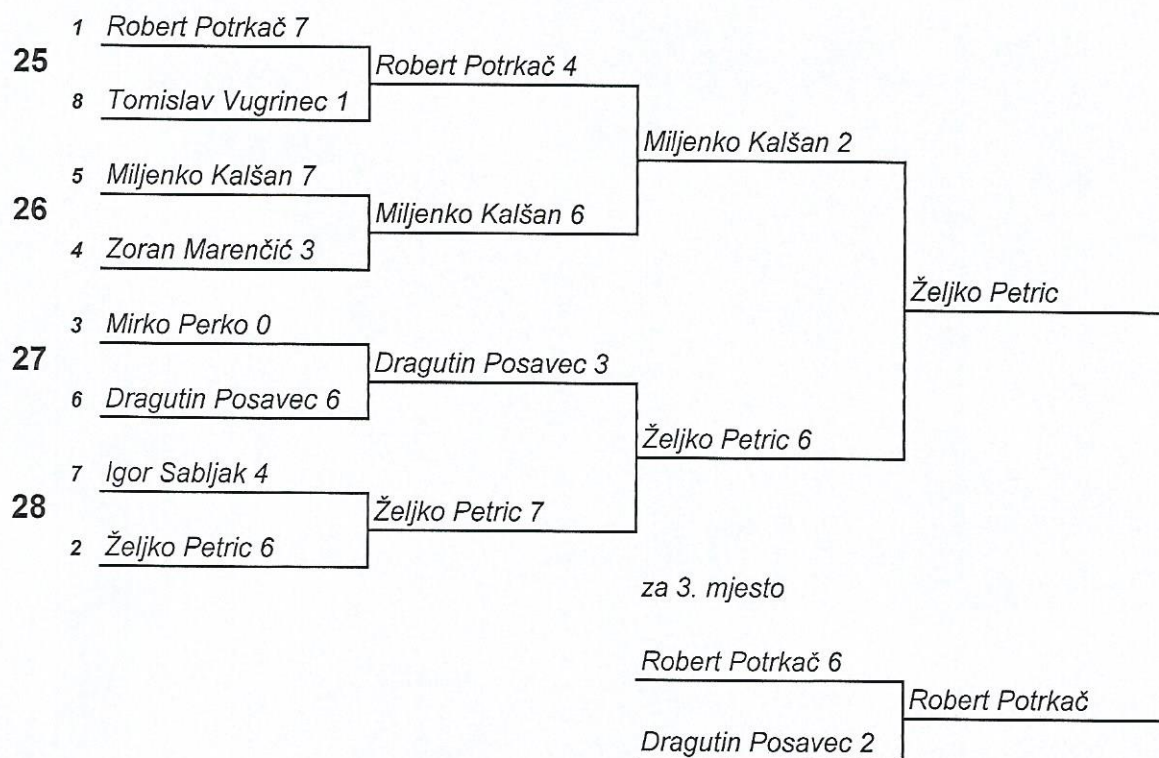 1 Robert Potrkač 7
25
Robert Potrkač 4
8 Tomislav Vugrinec 1
Miljenko Kalšan 2
5 Miljenko Kalšan 7
26
Miljenko Kalšan 6
4 Zoran Marenčić 3
Željko Petric
3 Mirko Perko 0
27
Dragutin Posavec 3
6 Dragutin Posavec 6
Željko Petric 6
7 Igor Sabljak 4
28
Željko Petric 7
2 Željko Petric 6
za 3. mjesto
Robert Potrkač 6
Robert Potrkač
Dragutin Posavec 2